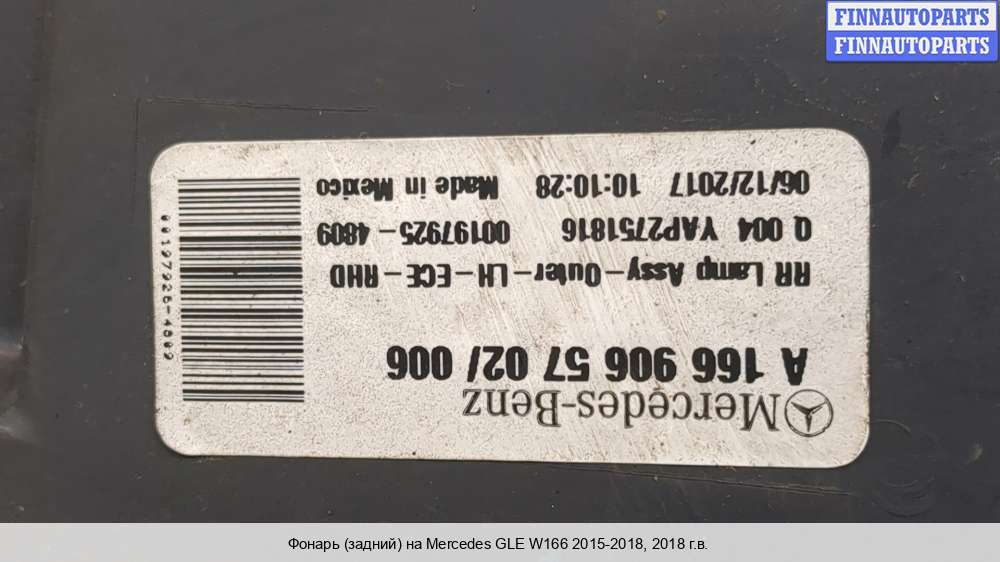 FINNAUTOPARTS
FINNAUTOPARTS
Mercedes-Benz
A 166 906 57 02/ 006
RR Lamp Assy-Outer-LH-ECE-RHD
Q 004 YAP2751816 00197925-4809
06/12/2017 10:10:28 Made in Mexico
00197925-4809
Фонарь (задний) на Mercedes GLE W166 2015-2018, 2018 г.в.